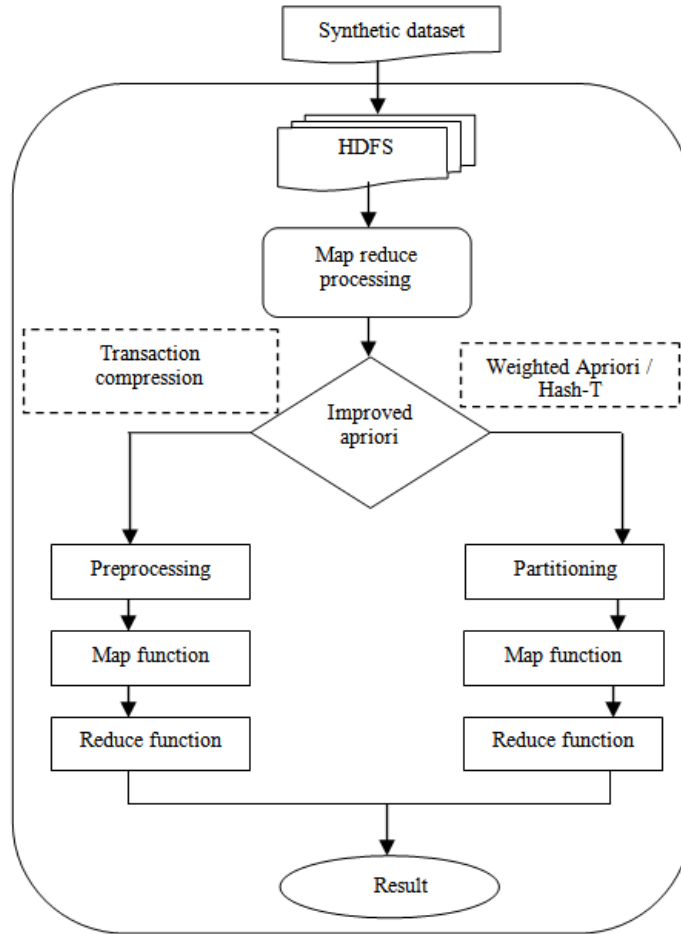 Synthetic dataset
HDFS
Map reduce
processing
Transaction
compression
Weighted Apriori /
Hash-T
Improved
apriori
Preprocessing
Partitioning
Map function
Map function
Reduce function
Reduce function
Result